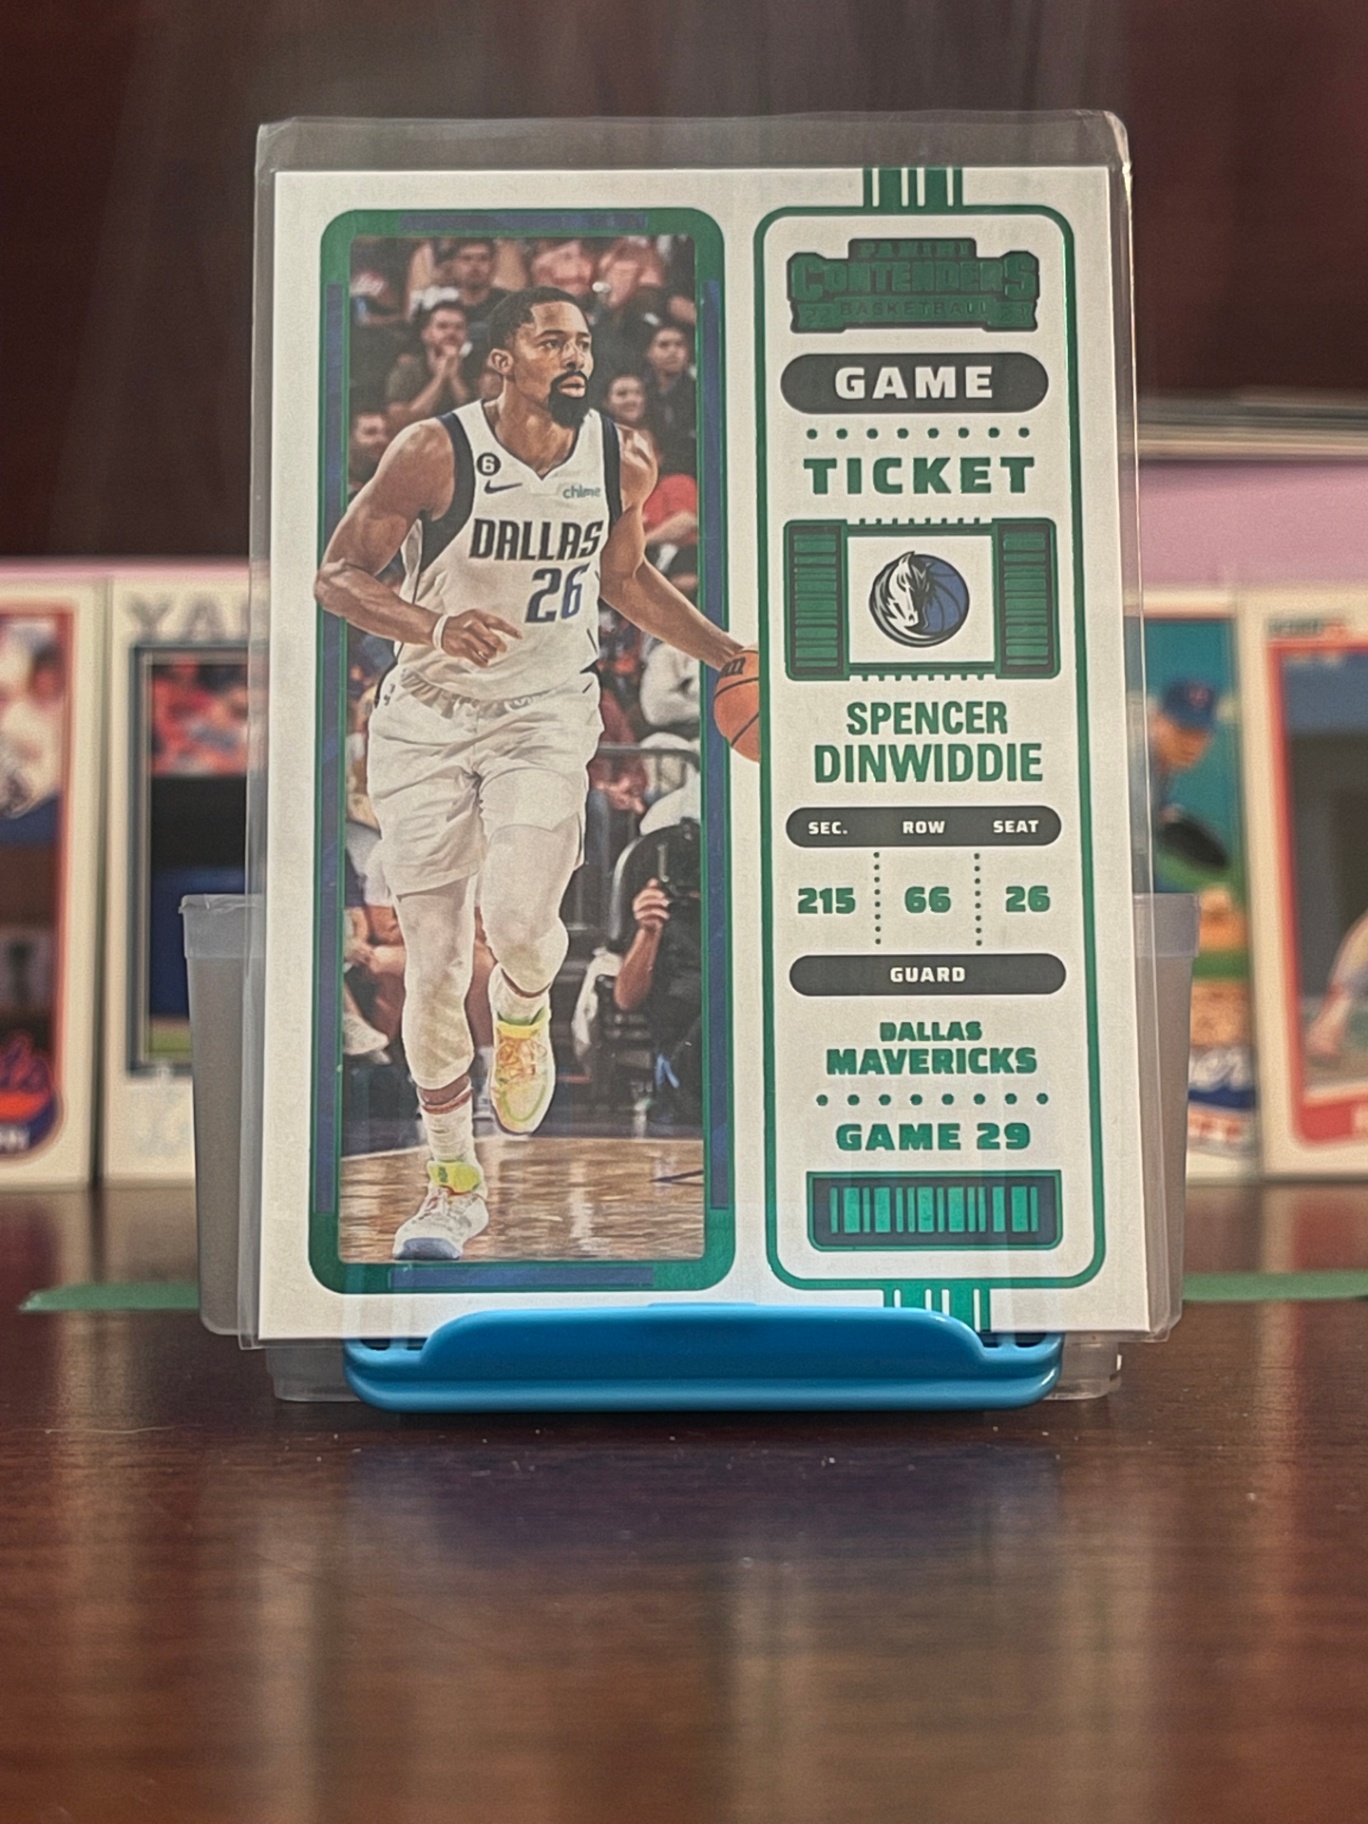 6
chime
DALLAS
26
PANINI
CONTENDERS
22 BASKETBALL 23
GAME
TICKET
SPENCER
DINWIDDIE
SEC. ROW SEAT
215 66 26
GUARD
DALLAS
MAVERICKS
GAME 29
YAN